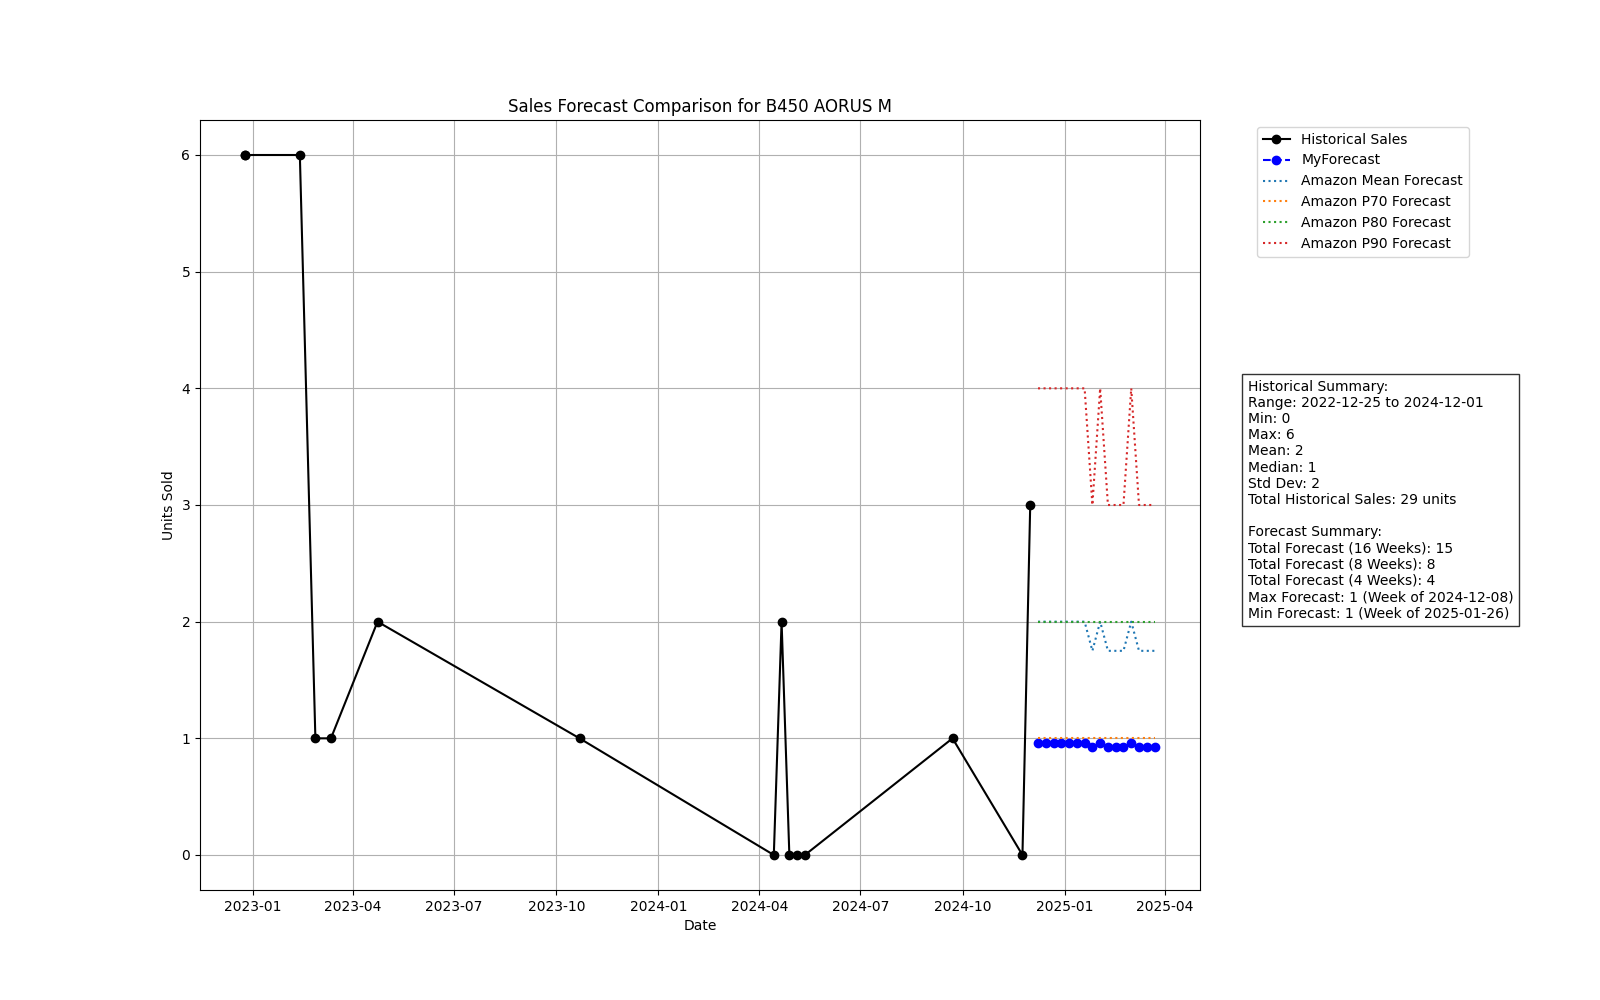 Sales Forecast Comparison for B450 AORUS M
Units Sold
6
5
4
3
2
1
0
2023-01
2023-04
2023-07
2023-10
2024-01
2024-04
2024-07
2024-10
2025-01
2025-04
Date
Historical Sales
MyForecast
Amazon Mean Forecast
Amazon P70 Forecast
Amazon P80 Forecast
Amazon P90 Forecast
Historical Summary:
Range: 2022-12-25 to 2024-12-01
Min: 0
Max: 6
Mean: 2
Median: 1
Std Dev: 2
Total Historical Sales: 29 units
Forecast Summary:
Total Forecast (16 Weeks): 15
Total Forecast (8 Weeks): 8
Total Forecast (4 Weeks): 4
Max Forecast: 1 (Week of 2024-12-08)
Min Forecast: 1 (Week of 2025-01-26)